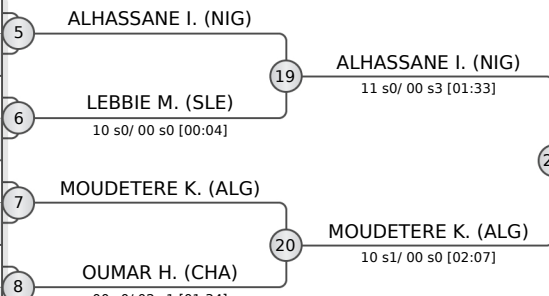 5
ALHASSANE I. (NIG)
19
ALHASSANE I. (NIG)
11 s0/ 00 s3 [01:33]
6
LEBBIE M. (SLE)
10 s0/ 00 s0 [00:04]
7
MOUDETERE K. (ALG)
20
MOUDETERE K. (ALG)
10 s1/ 00 s0 [02:07]
8
OUMAR H. (CHA)